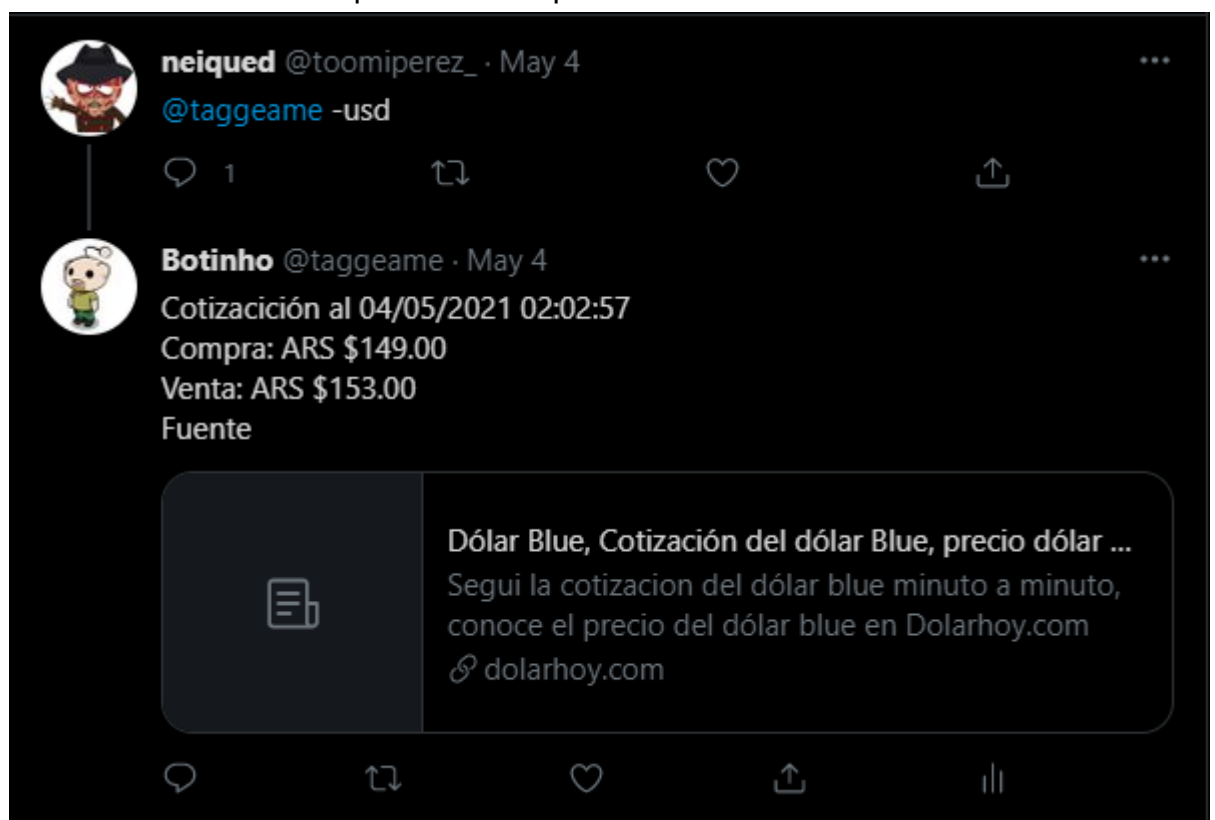 neiqued @toomiperez_ · May 4
@taggeame -usd
1
Botinho @taggeame · May 4
Cotizacición al 04/05/2021 02:02:57
Compra: ARS $149.00
Venta: ARS $153.00
Fuente
Dólar Blue, Cotización del dólar Blue, precio dólar ...
Segui la cotizacion del dólar blue minuto a minuto,
conoce el precio del dólar blue en Dolarhoy.com
dolarhoy.com